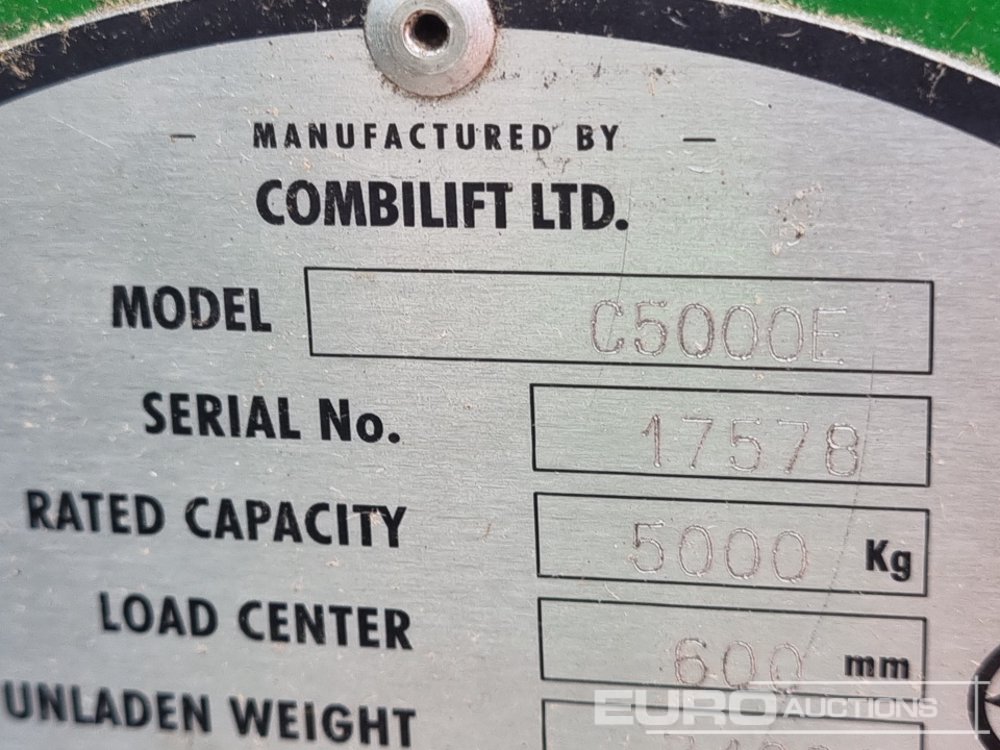 – MANUFACTURED BY –
COMBILIFT LTD.
MODEL C5000E
SERIAL No. 17578
RATED CAPACITY 5000 Kg
LOAD CENTER 600 mm
UNLADEN WEIGHT
EURO AUCTIONS